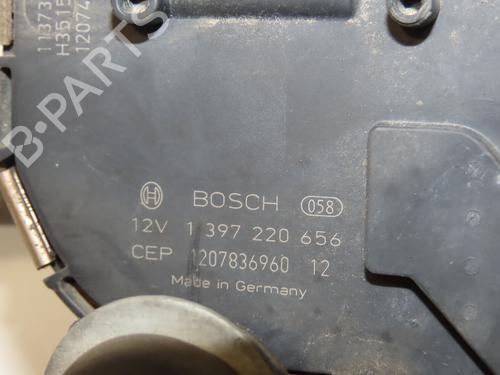 BOSCH 058
12V 1 397 220 656
CEP 1207836960 12
Made in Germany
B-PARTS